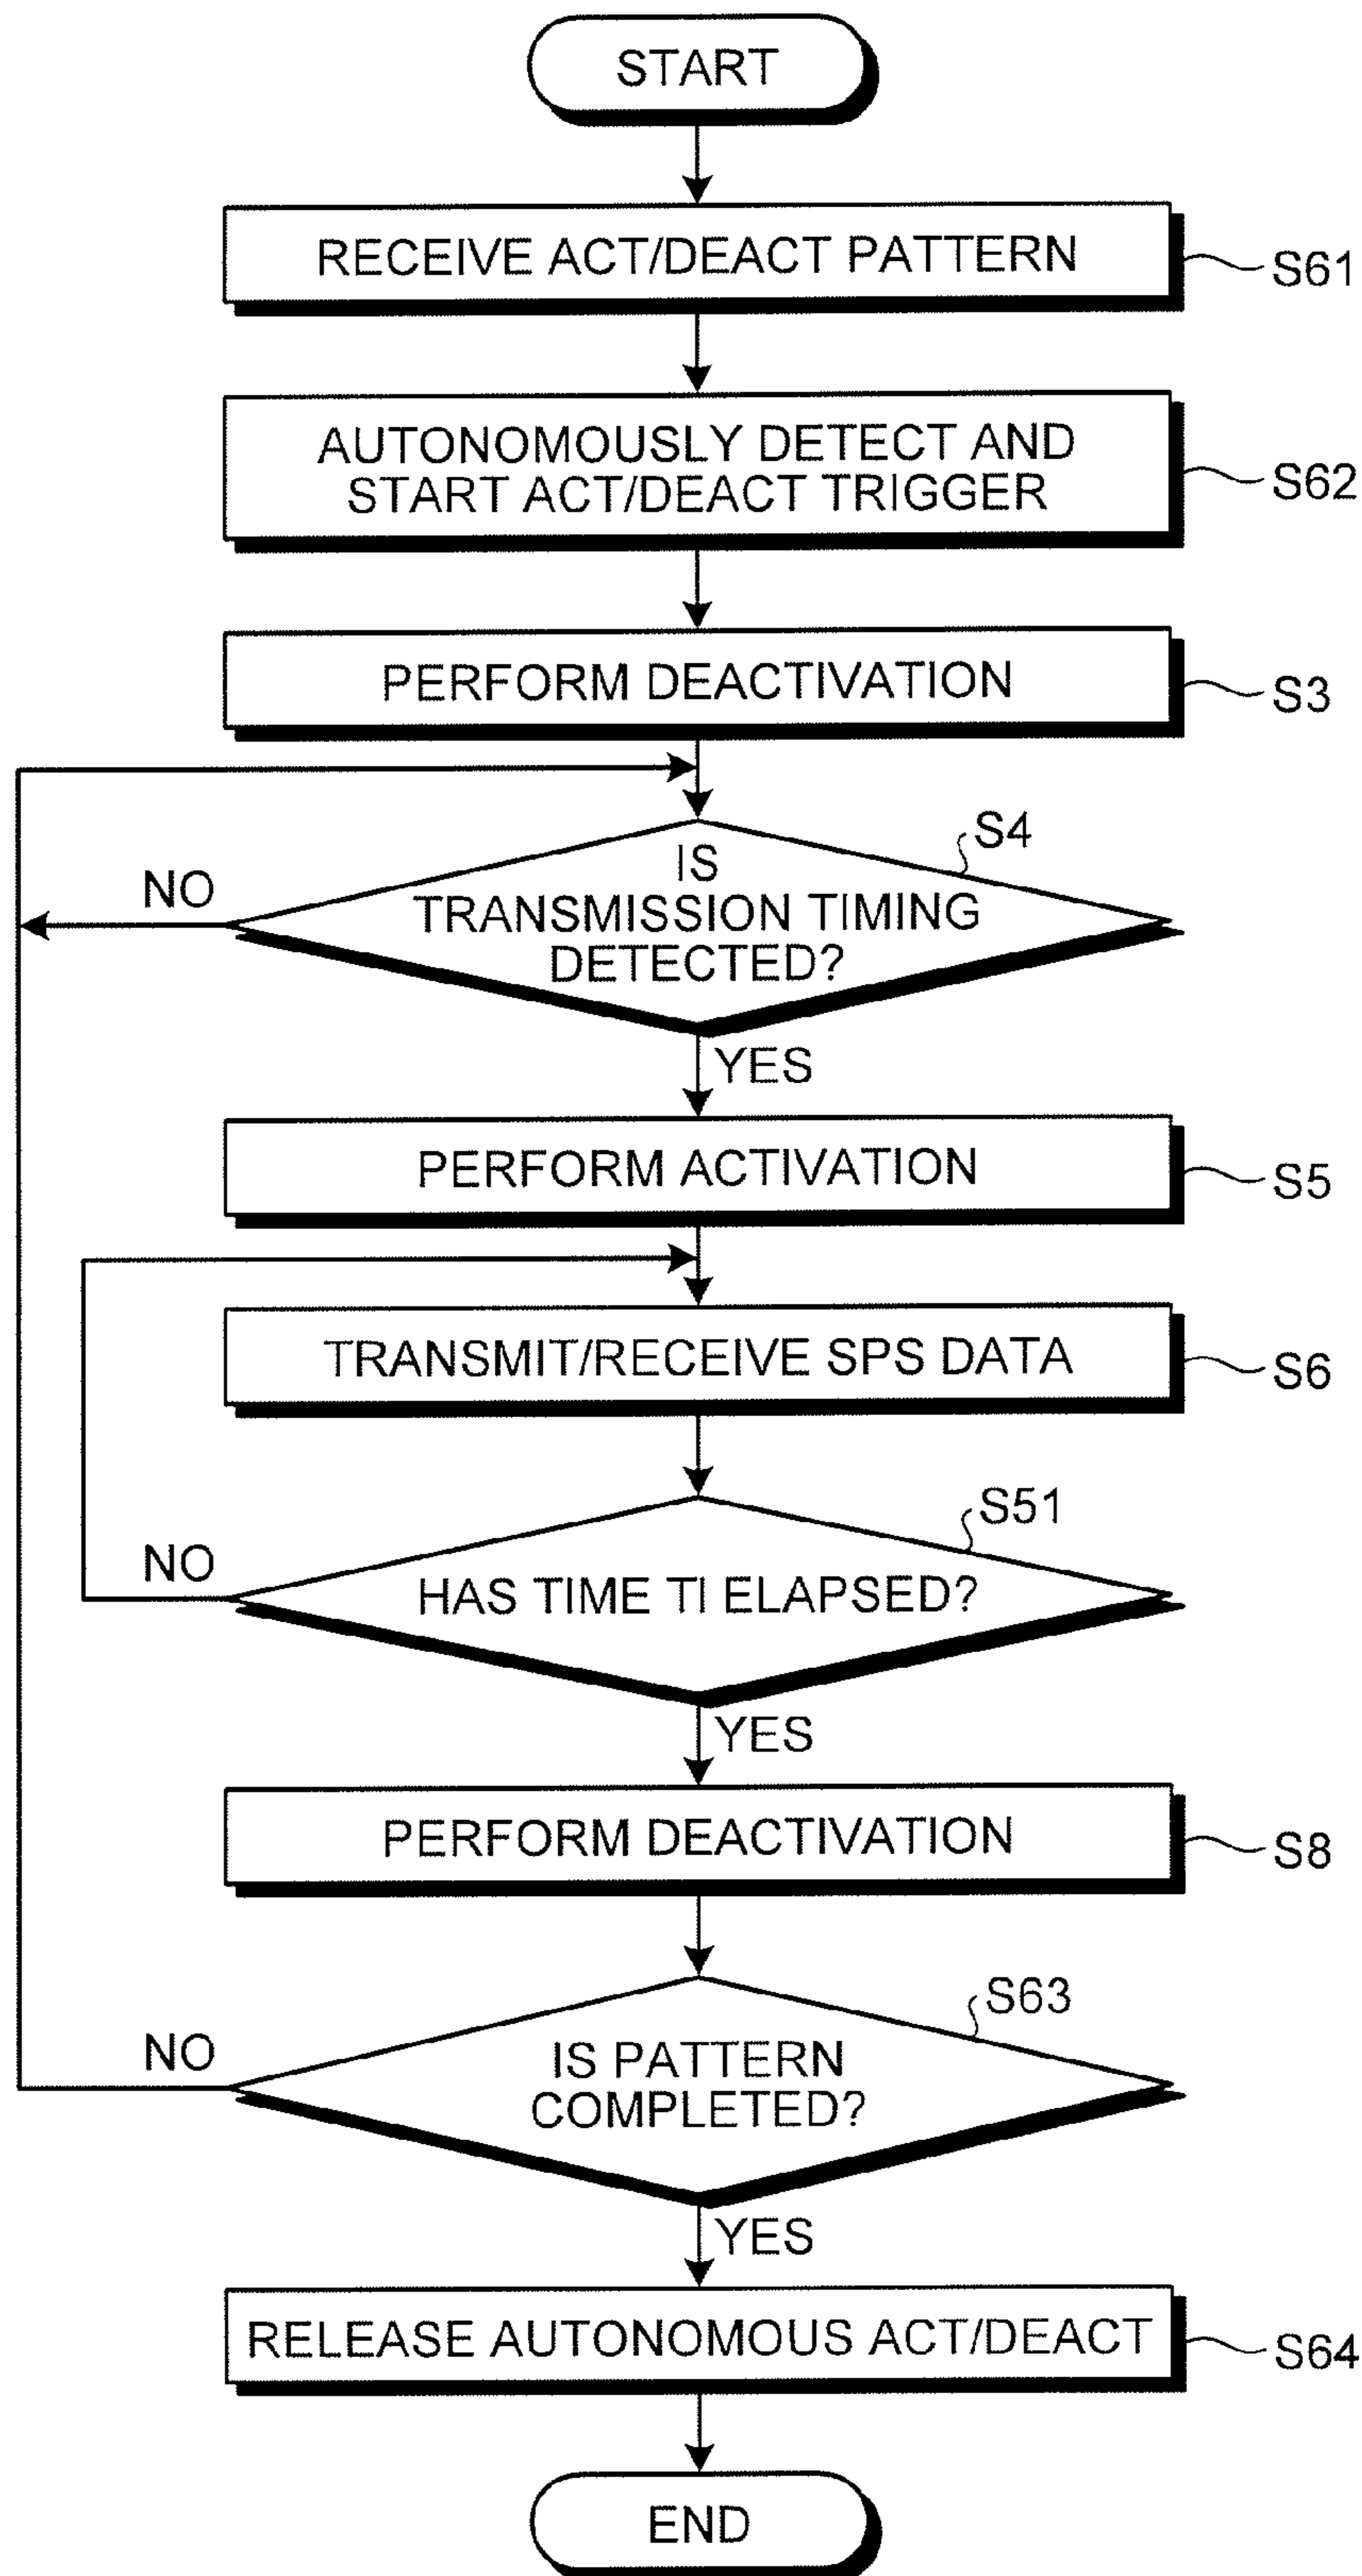 START
RECEIVE ACT/DEACT PATTERN
S61
AUTONOMOUSLY DETECT AND
START ACT/DEACT TRIGGER
S62
PERFORM DEACTIVATION
S3
S4
IS
TRANSMISSION TIMING
DETECTED?
NO
YES
PERFORM ACTIVATION
S5
TRANSMIT/RECEIVE SPS DATA
S6
S51
HAS TIME TI ELAPSED?
NO
YES
PERFORM DEACTIVATION
S8
S63
IS PATTERN
COMPLETED?
NO
YES
RELEASE AUTONOMOUS ACT/DEACT
S64
END